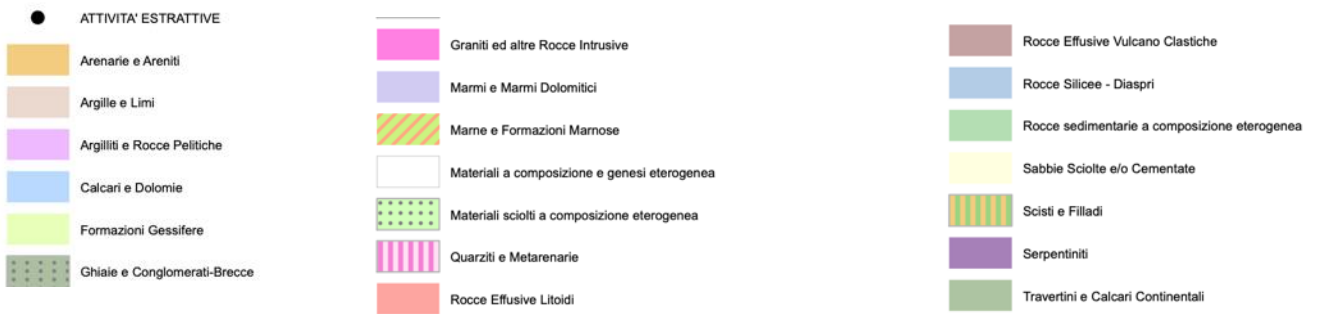 ATTIVITA' ESTRATTIVE
Arenarie e Areniti
Argille e Limi
Argilliti e Rocce Pelitiche
Calcari e Dolomie
Formazioni Gessifere
Ghiaie e Conglomerati-Brecce
Graniti ed altre Rocce Intrusive
Marmi e Marmi Dolomitici
Marne e Formazioni Marnose
Materiali a composizione e genesi eterogenea
Materiali sciolti a composizione eterogenea
Quarziti e Metarenarie
Rocce Effusive Litoidi
Rocce Effusive Vulcano Clastiche
Rocce Silicee - Diaspri
Rocce sedimentarie a composizione eterogenea
Sabbie Sciolte e/o Cementate
Scisti e Filladi
Serpentiniti
Travertini e Calcari Continentali